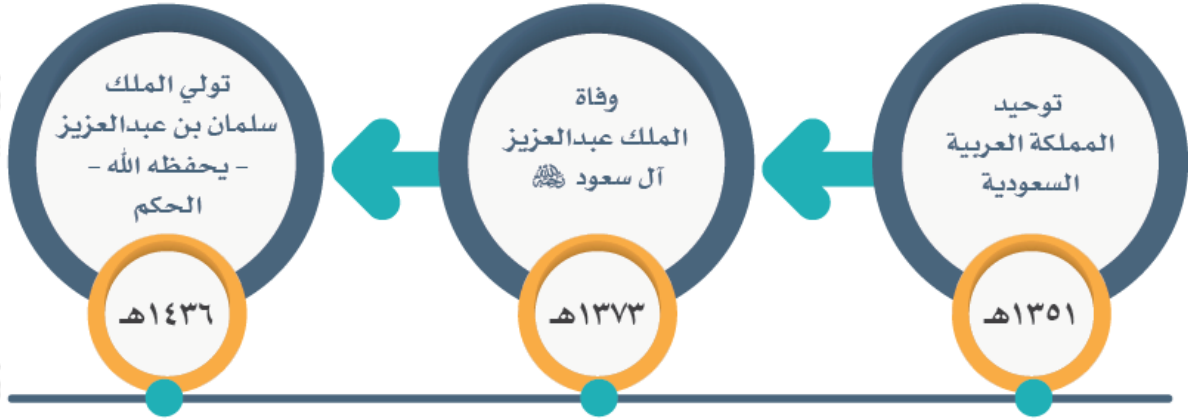 توحيد
المملكة العربية
السعودية
١٣٥١هـ
وفاة
الملك عبدالعزيز
آل سعود ﵀
١٣٧٣هـ
تولي الملك
سلمان بن عبدالعزيز
– يحفظه الله –
الحكم
١٤٣٦هـ